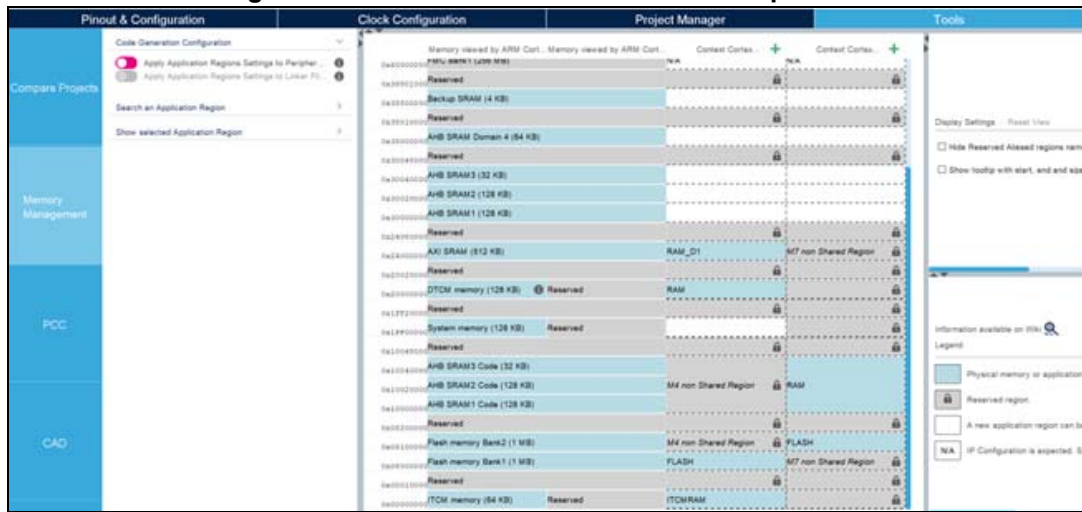 Pinout & Configuration Clock Configuration Project Manager Tools
Compare Projects
Memory Management
PCC
CAD
Code Generation Configuration
Apply Application Regions Settings to Peripher...
Apply Application Regions Settings to Linker Fil...
Search an Application Region
Show selected Application Region
Memory viewed by ARM Cort... Memory viewed by ARM Cort... Context Cortex... Context Cortex...
FMC Bank1 (256 MB) N/A N/A
Reserved
Backup SRAM (4 KB)
Reserved
AHB SRAM Domain 4 (64 KB)
Reserved
AHB SRAM3 (32 KB)
AHB SRAM2 (128 KB)
AHB SRAM1 (128 KB)
Reserved
AXI SRAM (512 KB) RAM_D1 M7 non Shared Region
Reserved
DTCM memory (128 KB) Reserved RAM
Reserved
System memory (128 KB) Reserved
Reserved
AHB SRAM3 Code (32 KB)
AHB SRAM2 Code (128 KB) M4 non Shared Region RAM
AHB SRAM1 Code (128 KB)
Reserved
Flash memory Bank2 (1 MB) M4 non Shared Region FLASH
Flash memory Bank1 (1 MB) FLASH M7 non Shared Region
Reserved
ITCM memory (64 KB) Reserved ITCMRAM
Display Settings Reset View
Hide Reserved Aliased regions nam
Show tooltip with start, end and size
Information available on Wiki
Legend
Physical memory or application
Reserved region.
A new application region can be
N/A IP Configuration is expected. S